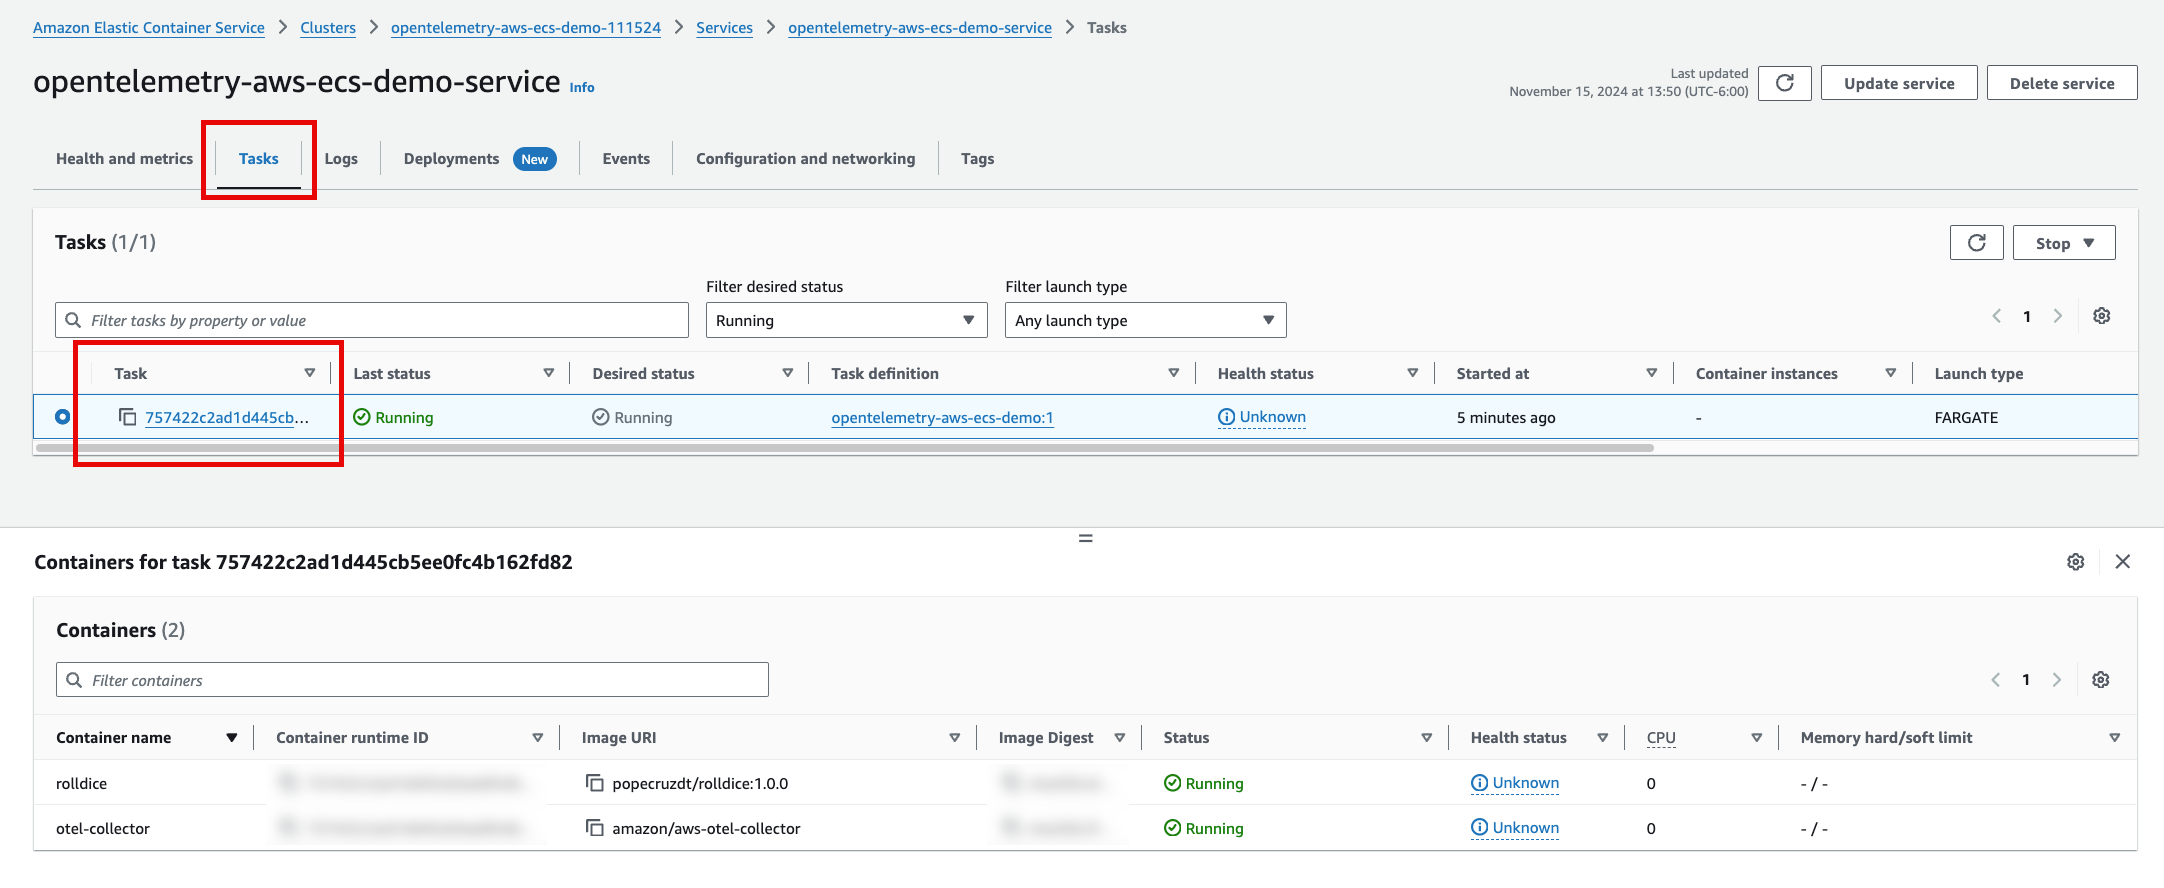 Amazon Elastic Container Service > Clusters > opentelemetry-aws-ecs-demo-111524 > Services > opentelemetry-aws-ecs-demo-service > Tasks
opentelemetry-aws-ecs-demo-service Info
Last updated
November 15, 2024 at 13:50 (UTC-6:00)
Update service
Delete service
Health and metrics Tasks Logs Deployments New Events Configuration and networking Tags
Tasks (1/1)
Stop
Filter desired status Filter launch type
Filter tasks by property or value Running Any launch type 1
Task Last status Desired status Task definition Health status Started at Container instances Launch type
757422c2ad1d445cb... Running Running opentelemetry-aws-ecs-demo:1 Unknown 5 minutes ago - FARGATE
Containers for task 757422c2ad1d445cb5ee0fc4b162fd82
Containers (2)
Filter containers 1
Container name Container runtime ID Image URI Image Digest Status Health status CPU Memory hard/soft limit
rolldice popecruzdt/rolldice:1.0.0 Running Unknown 0 - / -
otel-collector amazon/aws-otel-collector Running Unknown 0 - / -